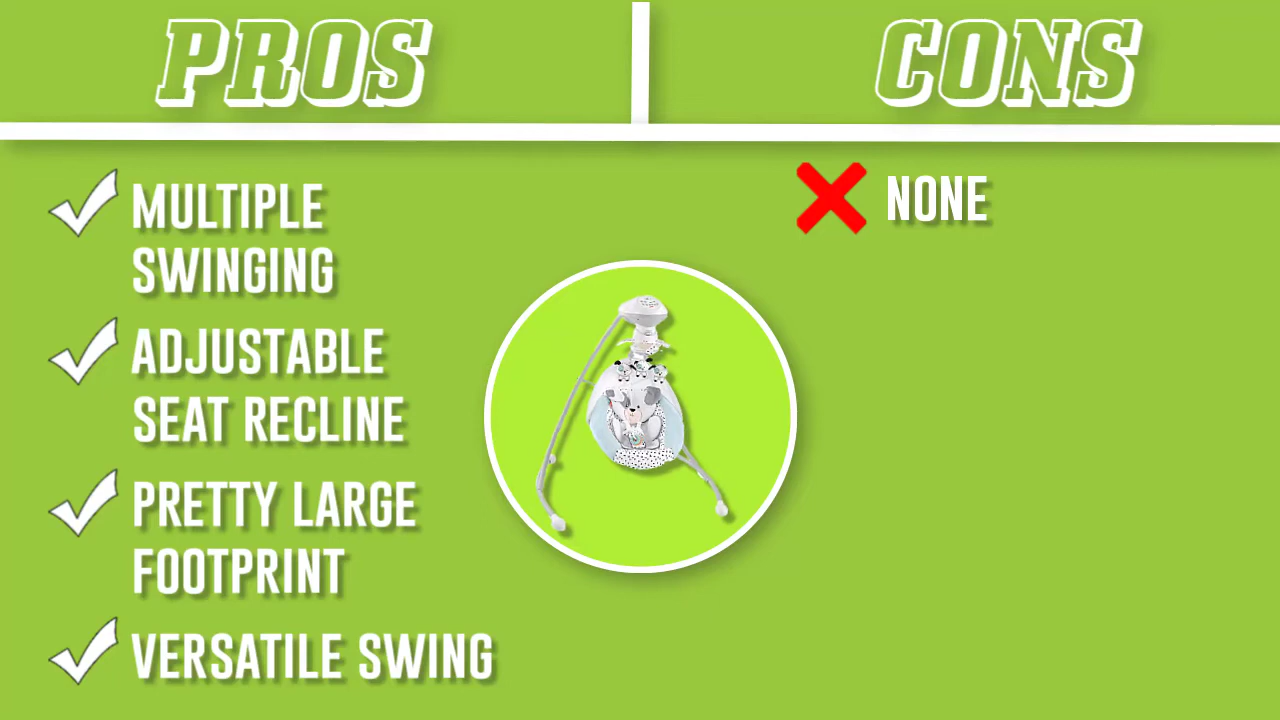 PROS
CONS
MULTIPLE
SWINGING
ADJUSTABLE
SEAT RECLINE
PRETTY LARGE
FOOTPRINT
VERSATILE SWING
NONE